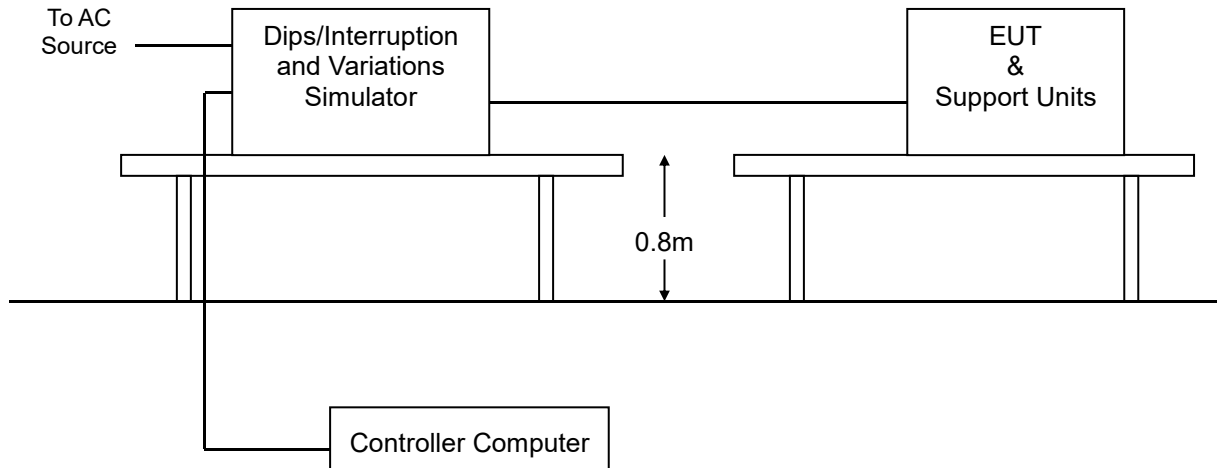 To AC
Source
Dips/Interruption
and Variations
Simulator
EUT
&
Support Units
0.8m
Controller Computer